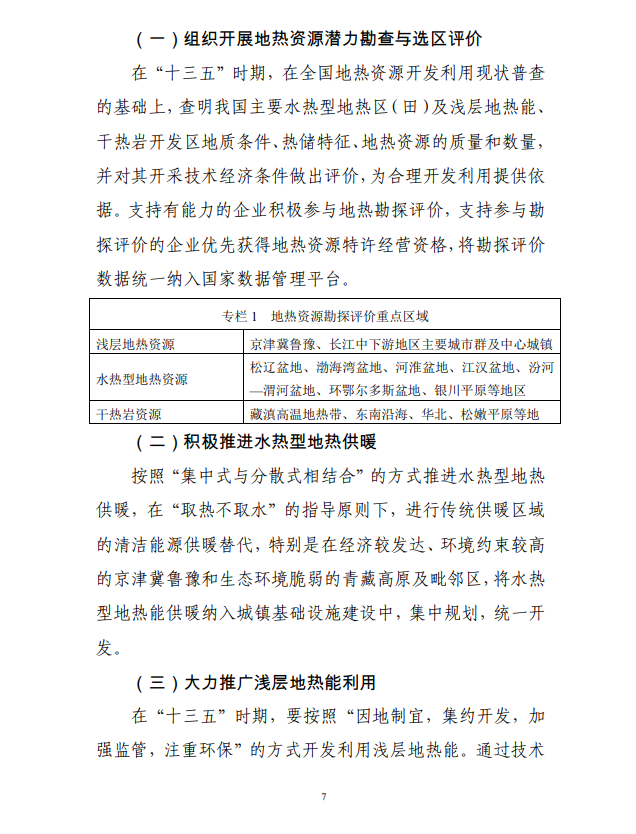 （一）组织开展地热资源潜力勘查与选区评价
在“十三五”时期，在全国地热资源开发利用现状普查
的基础上，查明我国主要水热型地热区（田）及浅层地热能、
干热岩开发区地质条件、热储特征、地热资源的质量和数量，
并对其开采技术经济条件做出评价，为合理开发利用提供依
据。支持有能力的企业积极参与地热勘探评价，支持参与勘
探评价的企业优先获得地热资源特许经营资格，将勘探评价
数据统一纳入国家数据管理平台。
专栏 1 地热资源勘探评价重点区域
浅层地热资源 京津冀鲁豫、长江中下游地区主要城市群及中心城镇
水热型地热资源 松辽盆地、渤海湾盆地、河淮盆地、江汉盆地、汾河
—渭河盆地、环鄂尔多斯盆地、银川平原等地区
干热岩资源 藏滇高温地热带、东南沿海、华北、松嫩平原等地
（二）积极推进水热型地热供暖
按照“集中式与分散式相结合”的方式推进水热型地热
供暖，在“取热不取水”的指导原则下，进行传统供暖区域
的清洁能源供暖替代，特别是在经济较发达、环境约束较高
的京津冀鲁豫和生态环境脆弱的青藏高原及毗邻区，将水热
型地热能供暖纳入城镇基础设施建设中，集中规划，统一开
发。
（三）大力推广浅层地热能利用
在“十三五”时期，要按照“因地制宜，集约开发，加
强监管，注重环保”的方式开发利用浅层地热能。通过技术
7